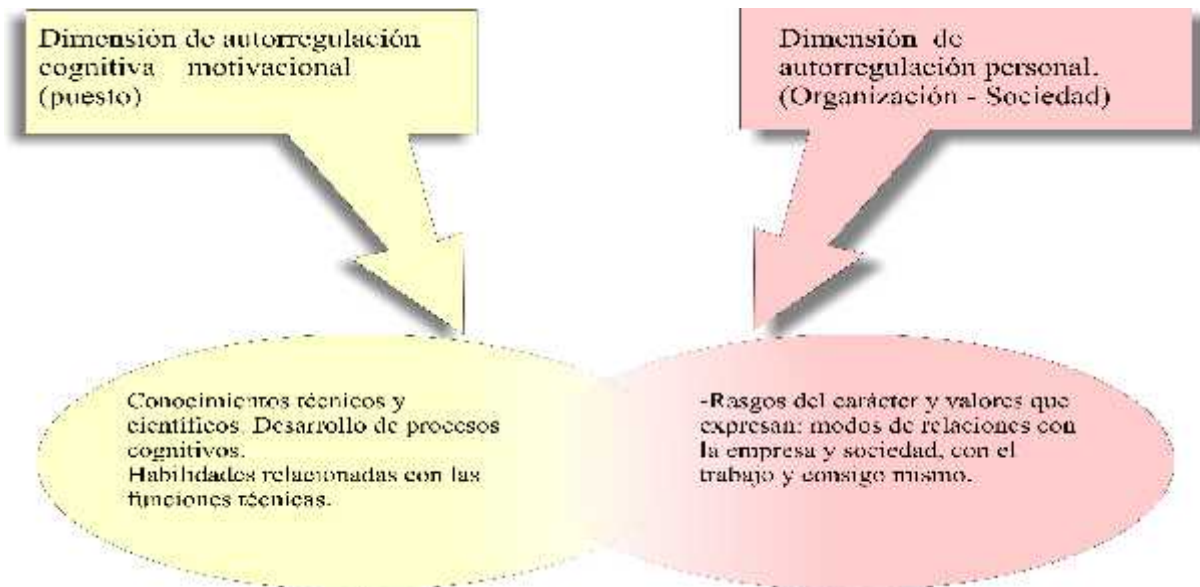 Dimensión de autorregulación
cognitiva motivacional
(puesto)
Dimensión de
autorregulación personal.
(Organización - Sociedad)
Conocimientos técnicos y
científicos. Desarrollo de procesos
cognitivos.
Habilidades relacionadas con las
funciones técnicas.
-Rasgos del carácter y valores que
expresan: modos de relaciones con
la empresa y sociedad, con el
trabajo y consigo mismo.